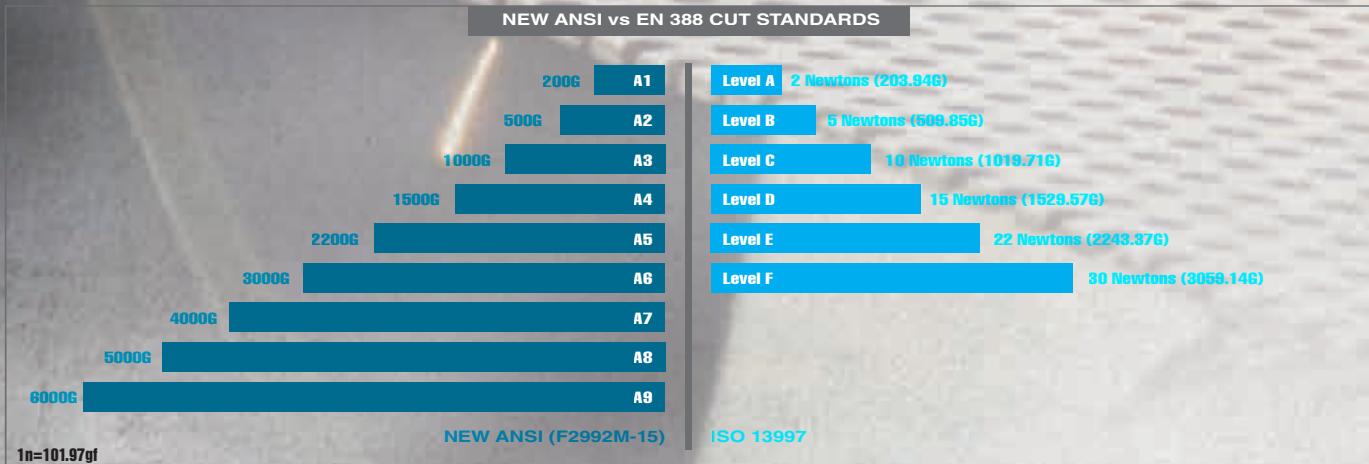 NEW ANSI vs EN 388 CUT STANDARDS
200G A1
500G A2
1000G A3
1500G A4
2200G A5
3000G A6
4000G A7
5000G A8
6000G A9
NEW ANSI (F2992M-15)
1n=101.97gf
Level A 2 Newtons (203.94G)
Level B 5 Newtons (509.85G)
Level C 10 Newtons (1019.71G)
Level D 15 Newtons (1529.57G)
Level E 22 Newtons (2243.37G)
Level F 30 Newtons (3059.14G)
ISO 13997